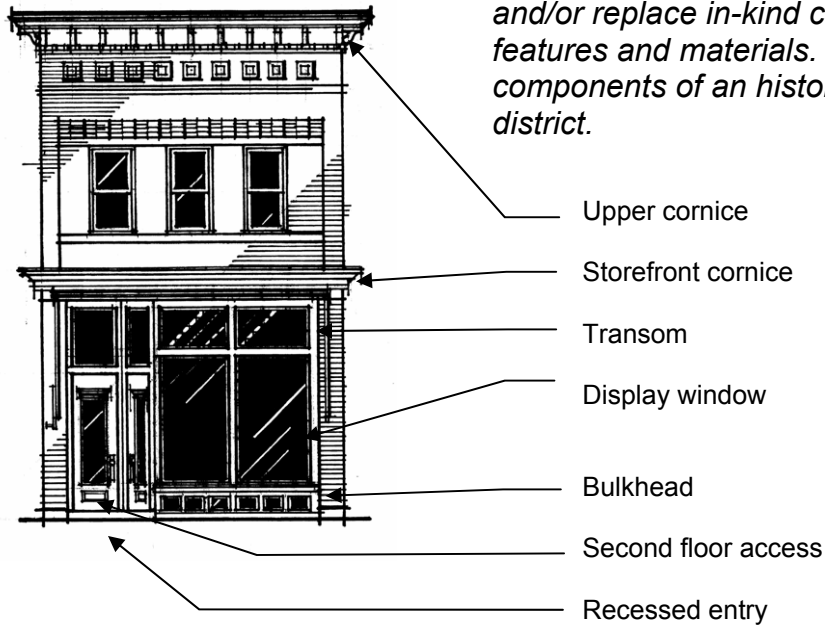 and/or replace in-kind c
features and materials.
components of an histor
district.
Upper cornice
Storefront cornice
Transom
Display window
Bulkhead
Second floor access
Recessed entry